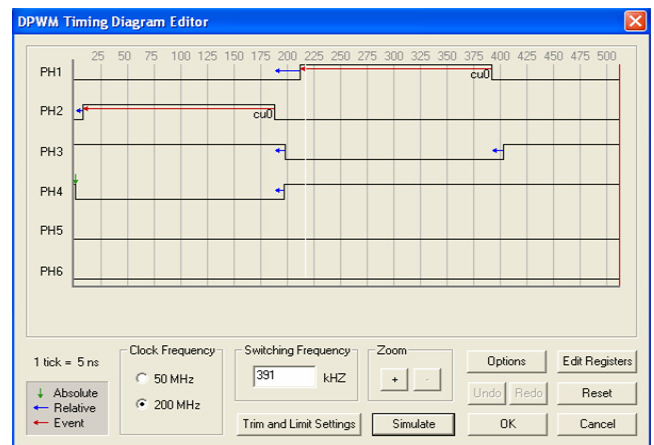 DPWM Timing Diagram Editor
25 50 75 100 125 150 175 200 225 250 275 300 325 350 375 400 425 450 475 500
PH1
cu0
PH2
cu0
PH3
PH4
PH5
PH6
1 tick = 5 ns
Absolute
Relative
Event
Clock Frequency
50 MHz
200 MHz
Switching Frequency
391 kHZ
Zoom
+ -
Trim and Limit Settings
Simulate
Options
Edit Registers
Undo
Redo
Reset
OK
Cancel